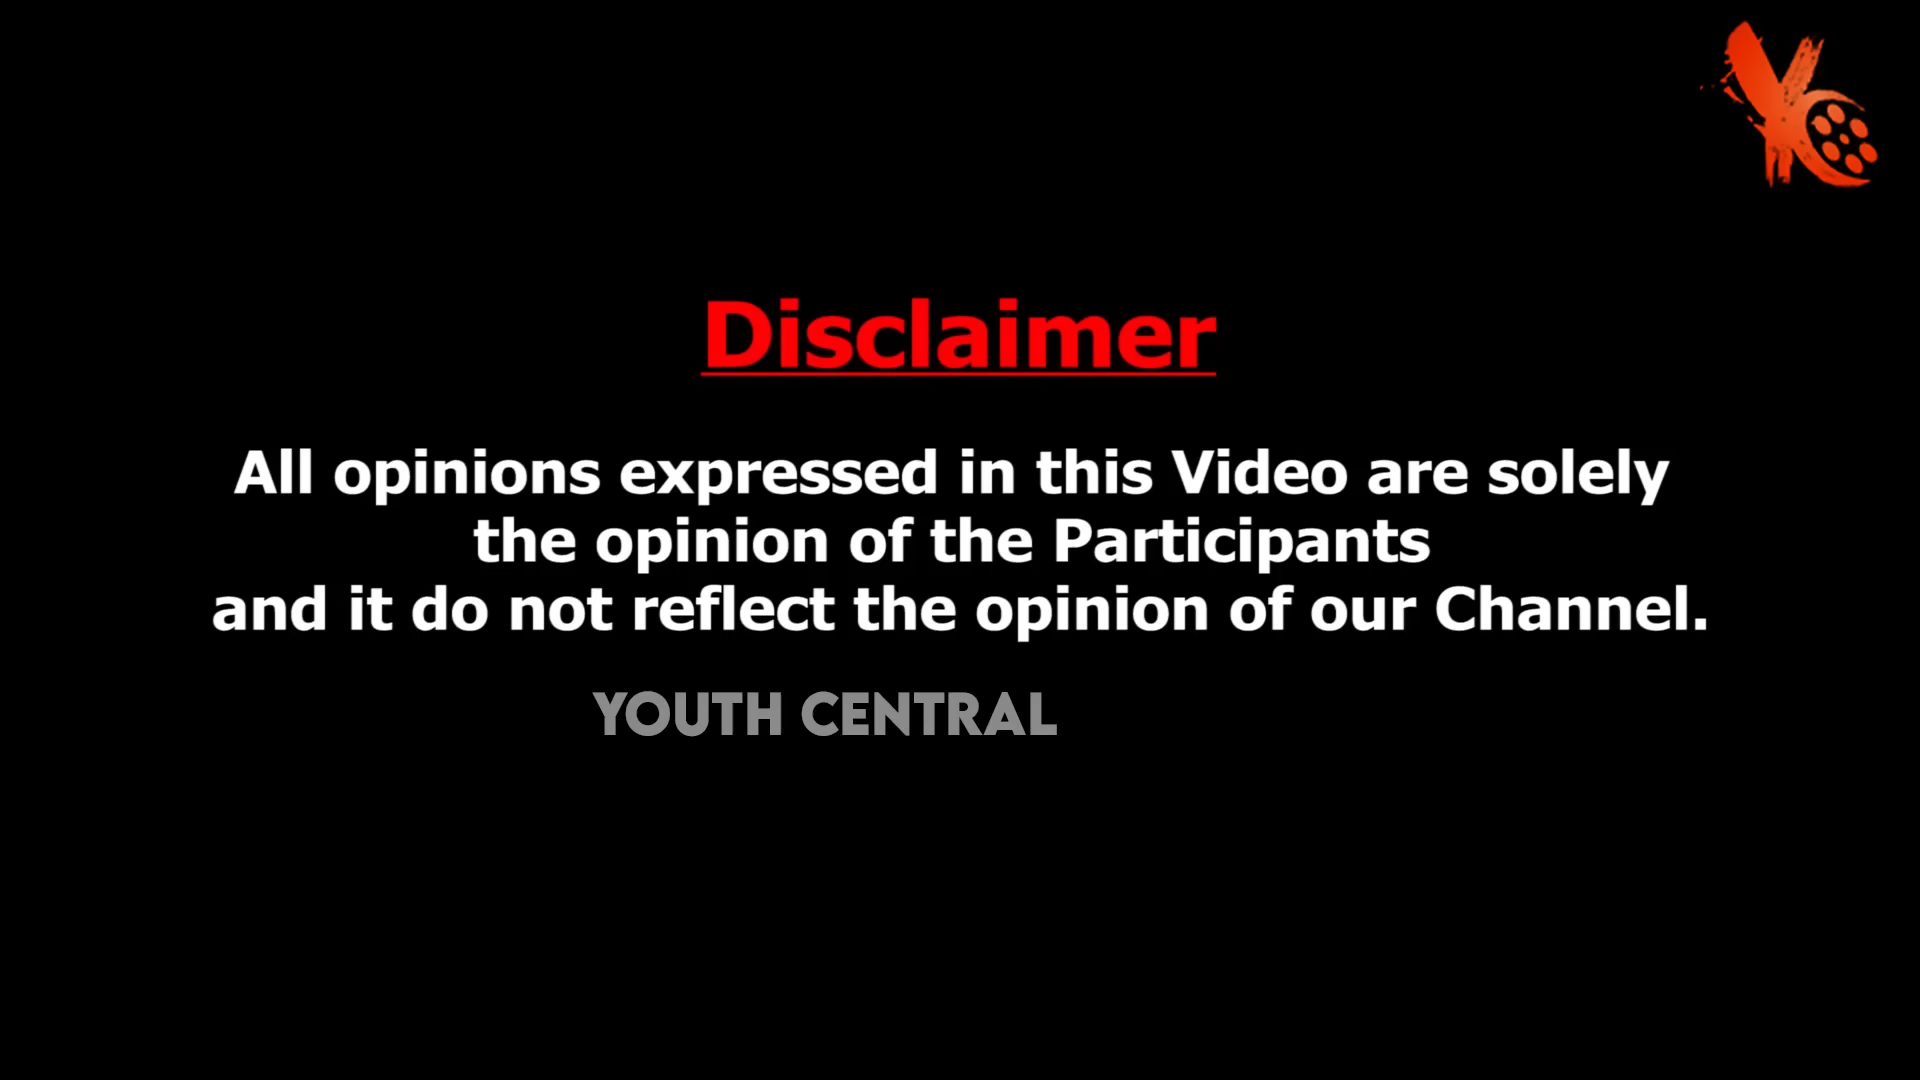 Disclaimer
All opinions expressed in this Video are solely
the opinion of the Participants
and it do not reflect the opinion of our Channel.
YOUTH CENTRAL